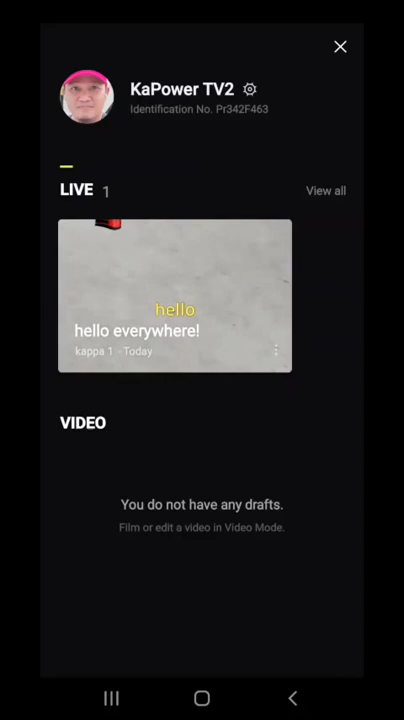 KaPower TV2
Identification No. Pr342F463
LIVE 1
View all
hello
hello everywhere!
kappa 1 · Today
VIDEO
You do not have any drafts.
Film or edit a video in Video Mode.